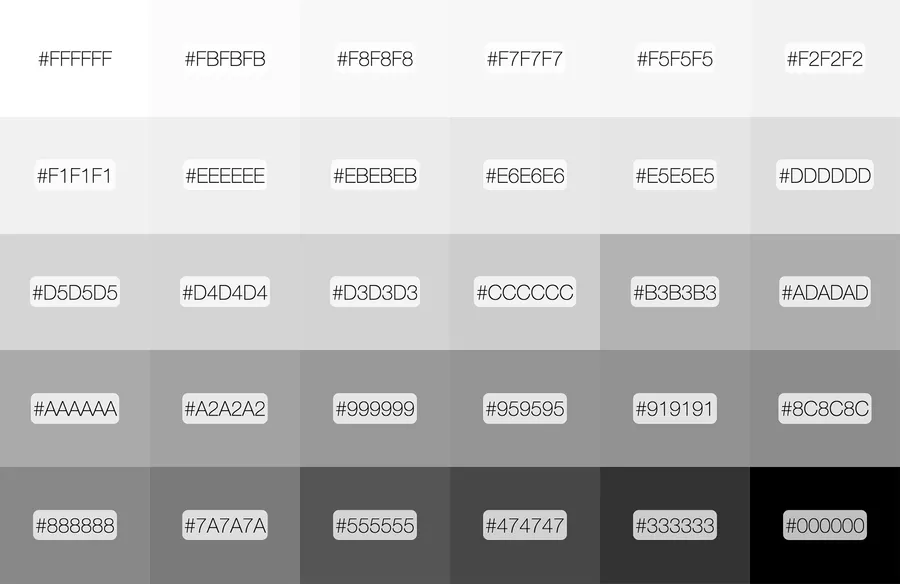 #FFFFFF #FBFBFB #F8F8F8 #F7F7F7 #F5F5F5 #F2F2F2
#F1F1F1 #EEEEEE #EBEBEB #E6E6E6 #E5E5E5 #DDDDDD
#D5D5D5 #D4D4D4 #D3D3D3 #CCCCCC #B3B3B3 #ADADAD
#AAAAAA #A2A2A2 #999999 #959595 #919191 #8C8C8C
#888888 #7A7A7A #555555 #474747 #333333 #000000